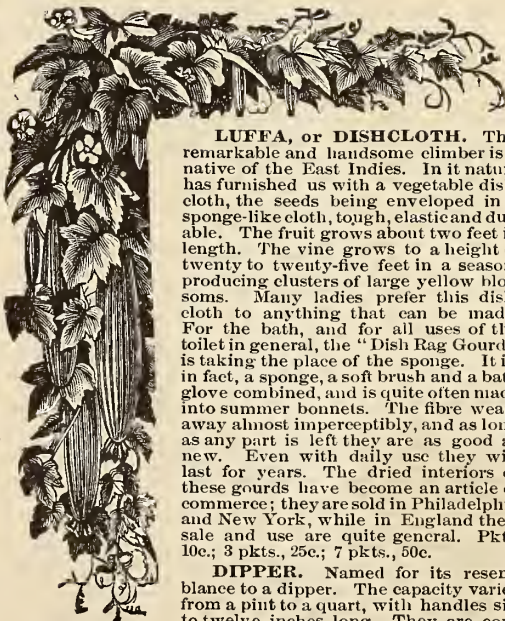 LUFFA, or DISHCLOTH. Th
remarkable and handsome climber is
native of the East Indies. In it natu
has furnished us with a vegetable dis
cloth, the seeds being enveloped in
sponge-like cloth, tough, elastic and du
able. The fruit grows about two feet i
length. The vine grows to a height
twenty to twenty-five feet in a seaso
producing clusters of large yellow blo
soms. Many ladies prefer this dis
cloth to anything that can be mad
For the bath, and for all uses of th
toilet in general, the "Dish Rag Gourd
is taking the place of the sponge. It i
in fact, a sponge, a soft brush and a bat
glove combined, and is quite often mad
into summer bonnets. The fibre wea
away almost imperceptibly, and as lon
as any part is left they are as good a
new. Even with daily use they wi
last for years. The dried interiors o
these gourds have become an article o
commerce; they are sold in Philadelph
and New York, while in England the
sale and use are quite general. Pkt
10c.; 3 pkts., 25c.; 7 pkts., 50c.
DIPPER. Named for its resem
blance to a dipper. The capacity varie
from a pint to a quart, with handles si
to twelve inches long. They are con